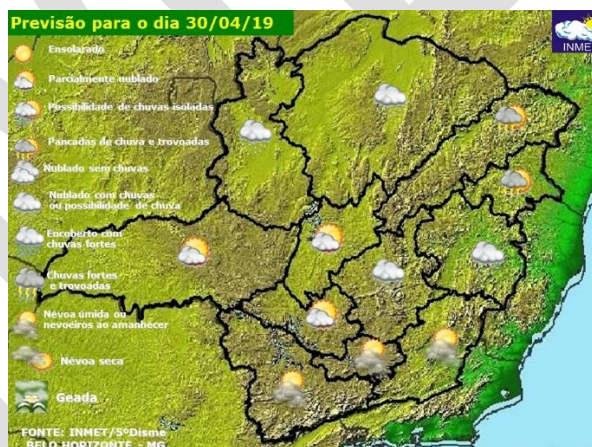 Previsão para o dia 30/04/19
INMET
Ensolarado
Parcialmente nublado
Possibilidade de chuvas isoladas
Pancadas de chuva e trovoadas
Nublado sem chuvas
Nublado com chuvas
ou possibilidade de chuva
Encoberto com
chuvas fortes
Chuvas fortes
e trovoadas
Névoa úmida ou
nevoeiros ao amanhecer
Névoa seca
Geada
FONTE: INMET/5ºDisme
BELO HORIZONTE - MG